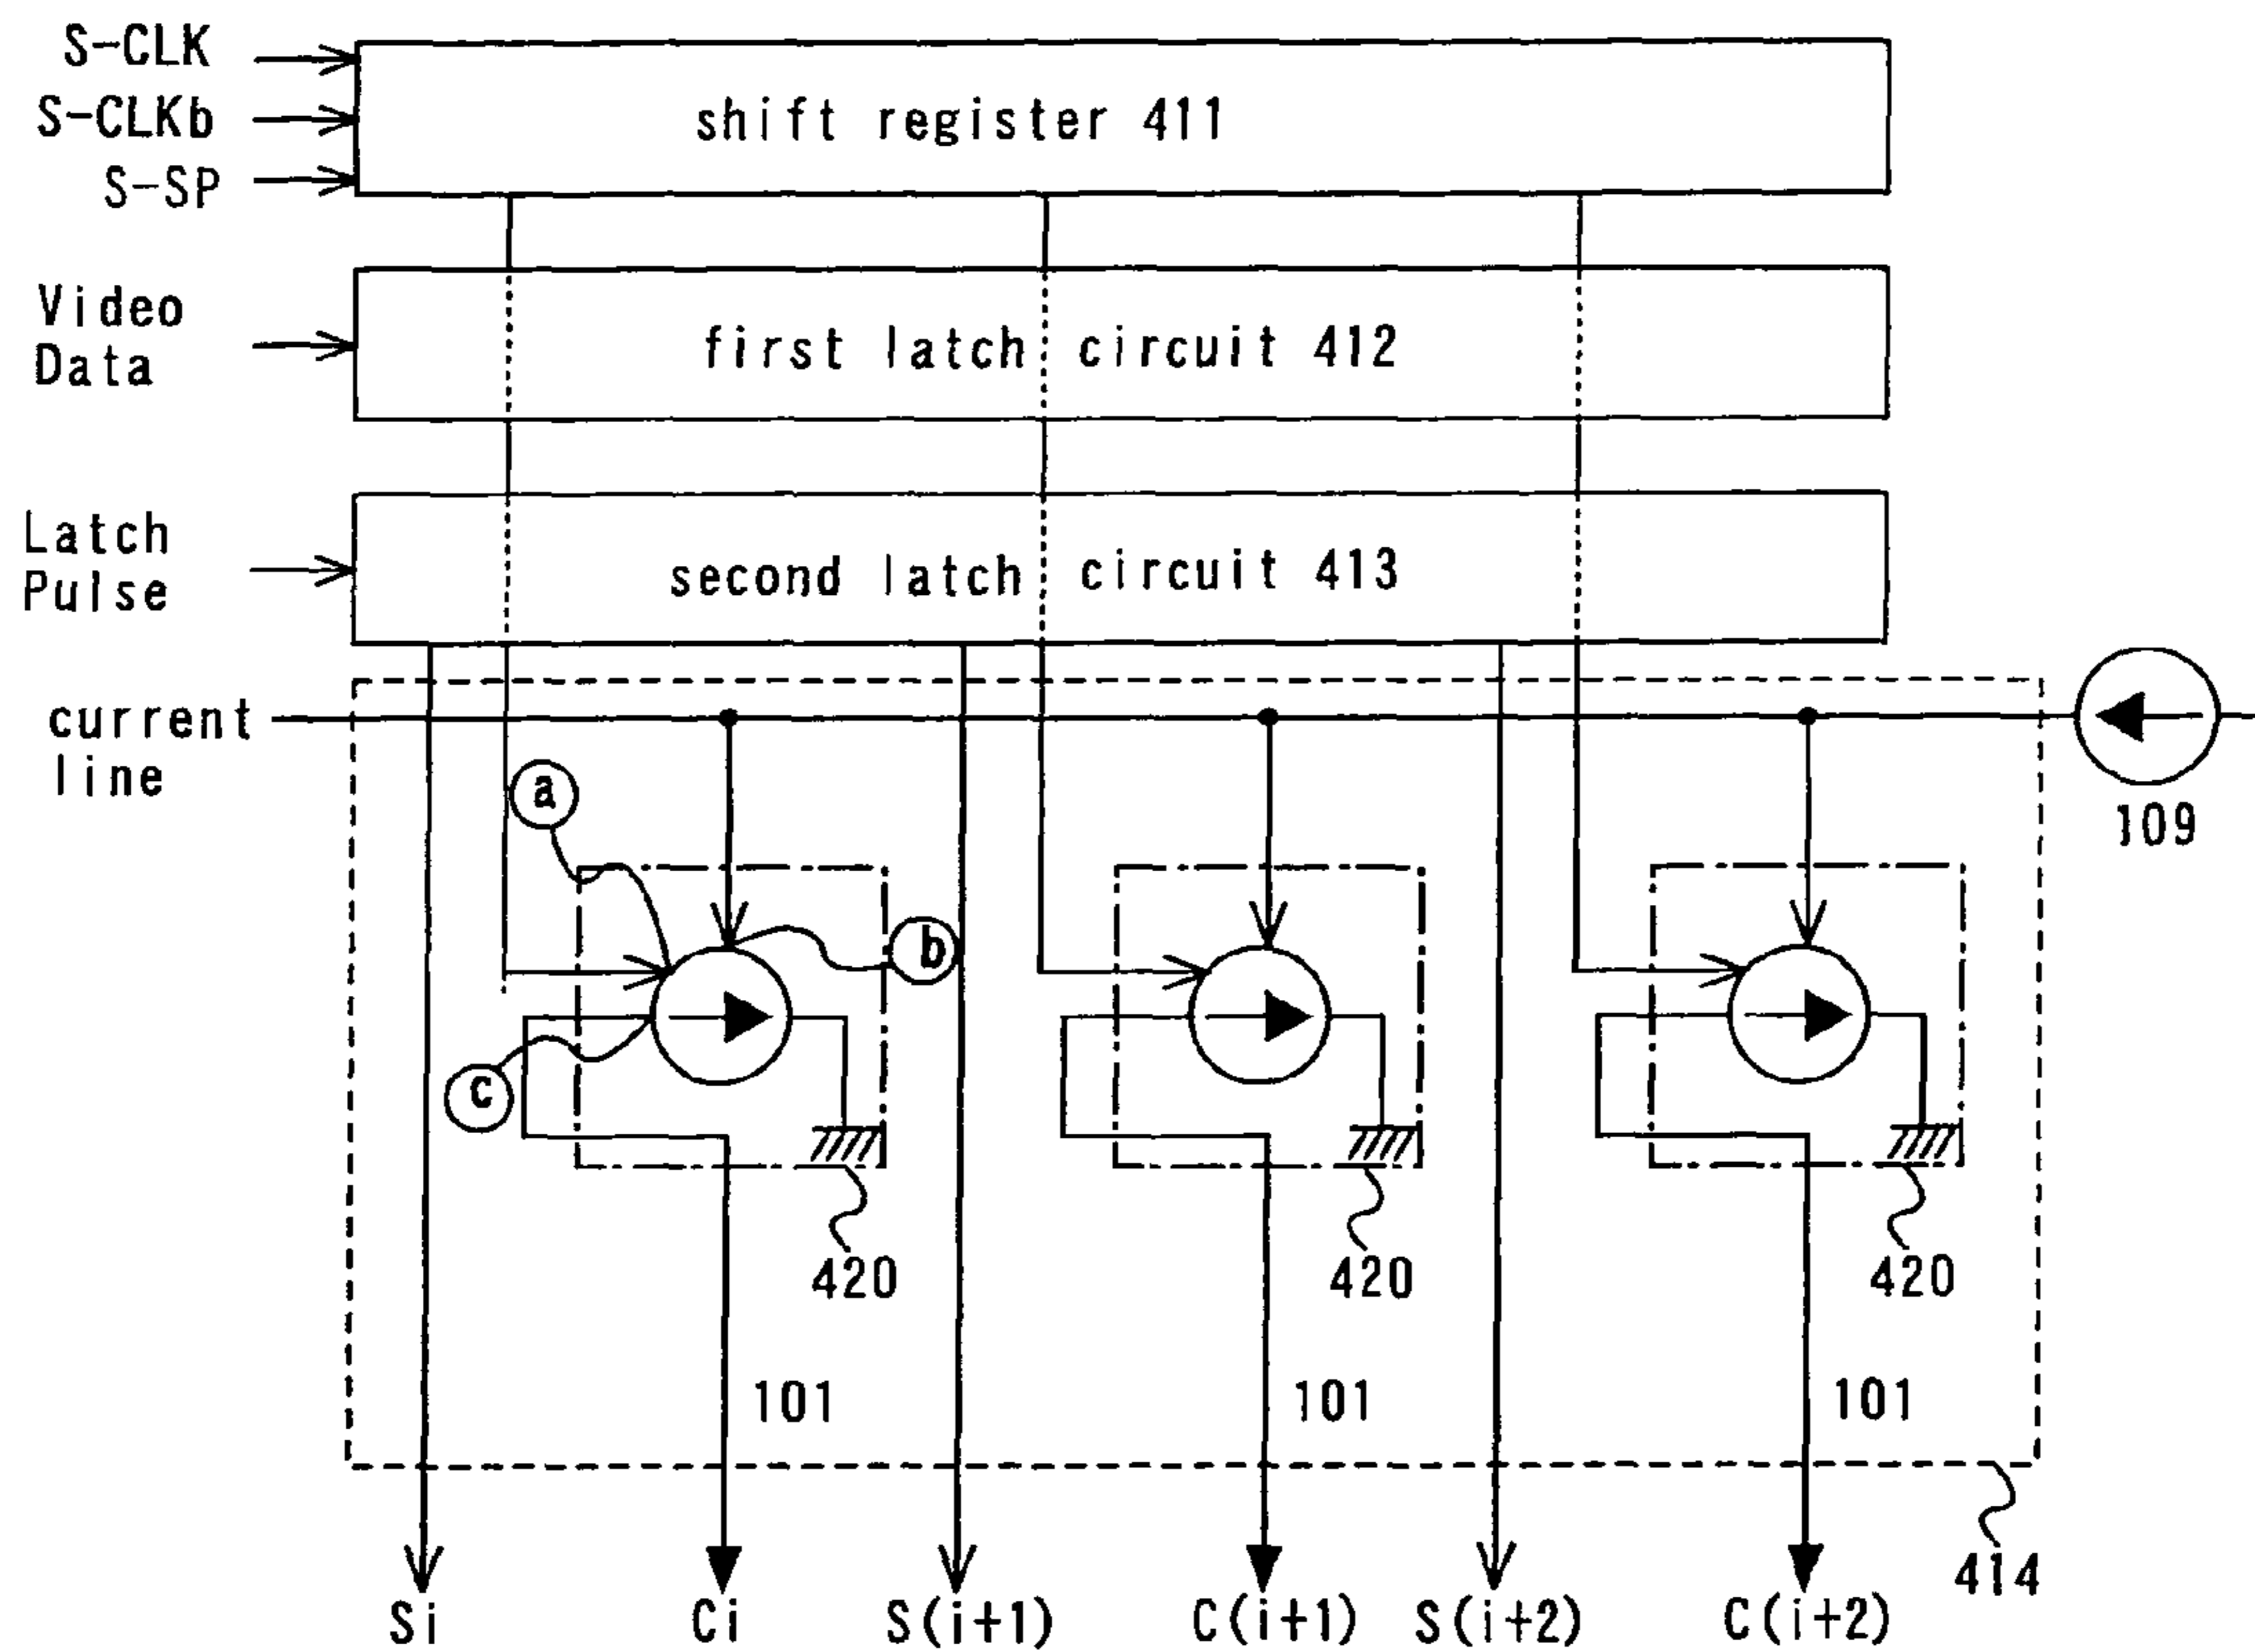 S-CLK
S-CLKb
S-SP
shift register 411
Video
Data
first latch circuit 412
Latch
Pulse
second latch circuit 413
current
line
109
a
b
c
420
420
420
101
101
101
414
Si
Ci
S(i+1)
C(i+1)
S(i+2)
C(i+2)